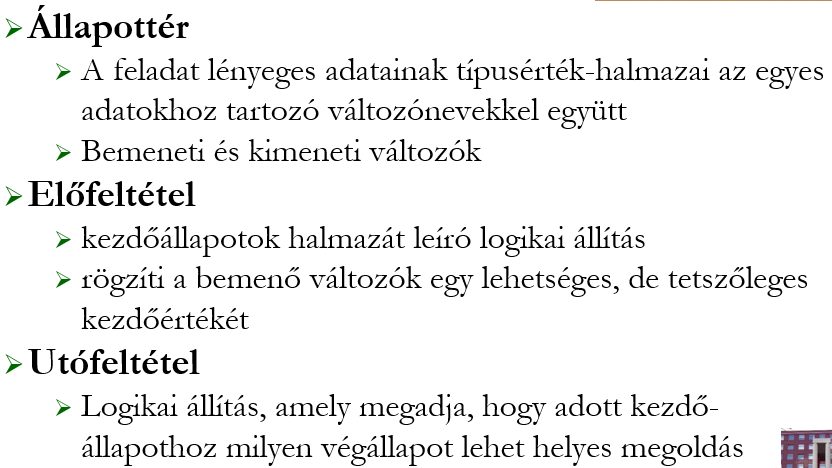 Állapottér
A feladat lényeges adatainak típusérték-halmazai az egyes
adatokhoz tartozó változónevekkel együtt
Bemeneti és kimeneti változók
Előfeltétel
kezdőállapotok halmazát leíró logikai állítás
rögzíti a bemenő változók egy lehetséges, de tetszőleges
kezdőértékét
Utófeltétel
Logikai állítás, amely megadja, hogy adott kezdő-
állapothoz milyen végállapot lehet helyes megoldás